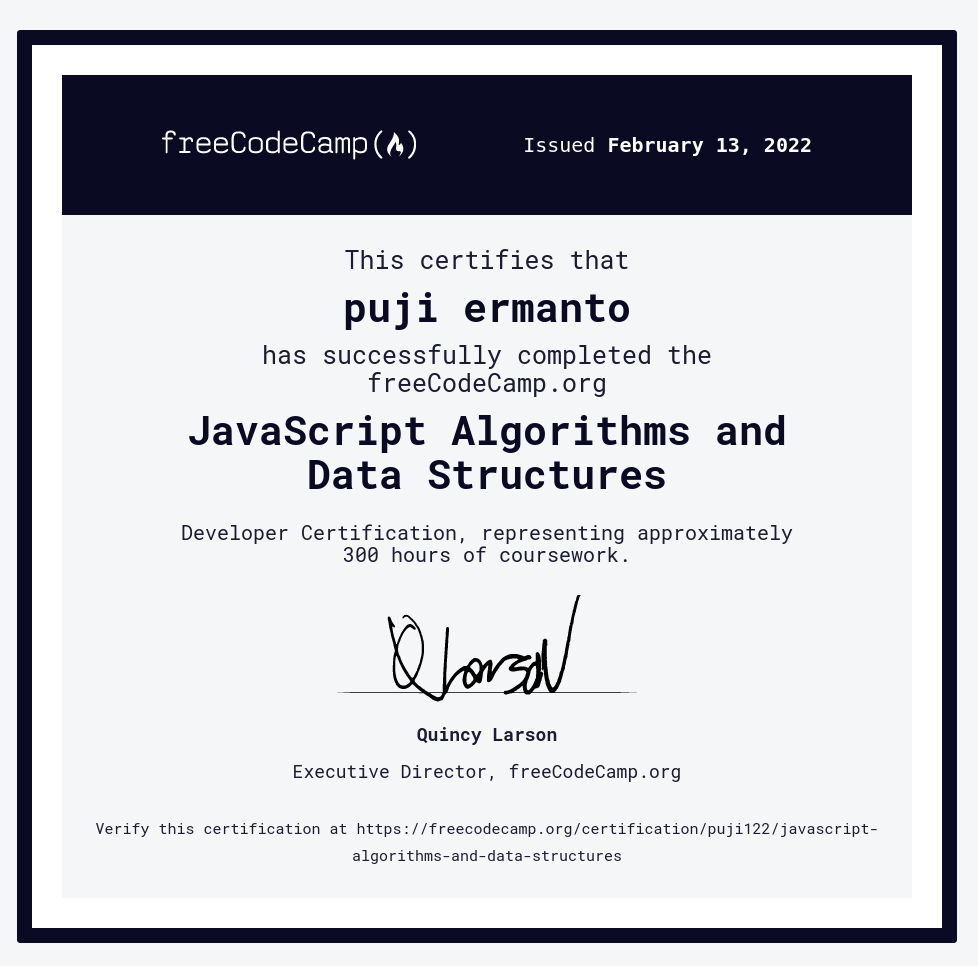 freeCodeCamp(🔥)
Issued February 13, 2022
This certifies that
puji ermanto
has successfully completed the
freeCodeCamp.org
JavaScript Algorithms and
Data Structures
Developer Certification, representing approximately
300 hours of coursework.
Quincy Larson
Executive Director, freeCodeCamp.org
Verify this certification at https://freecodecamp.org/certification/puji122/javascript-
algorithms-and-data-structures